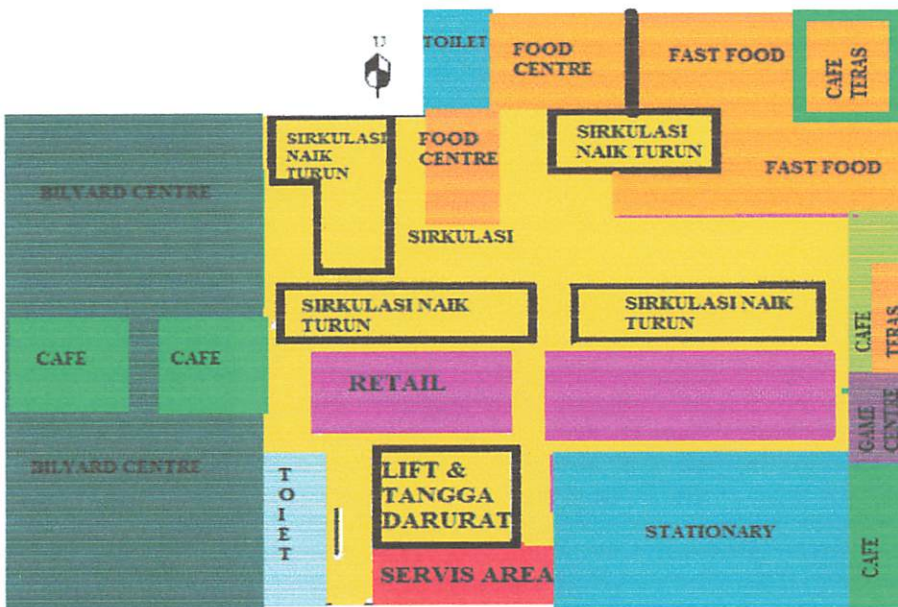 U
TOILET
FOOD
CENTRE
FAST FOOD
CAFE
TERAS
SIRKULASI
NAIK
TURUN
FOOD
CENTRE
SIRKULASI
NAIK TURUN
FAST FOOD
BILYARD CENTRE
SIRKULASI
SIRKULASI NAIK
TURUN
SIRKULASI NAIK
TURUN
CAFE
TERAS
CAFE
CAFE
RETAIL
GAME
CENTRE
BILYARD CENTRE
TOIET
LIFT &
TANGGA
DARURAT
STATIONARY
CAFE
SERVIS AREA